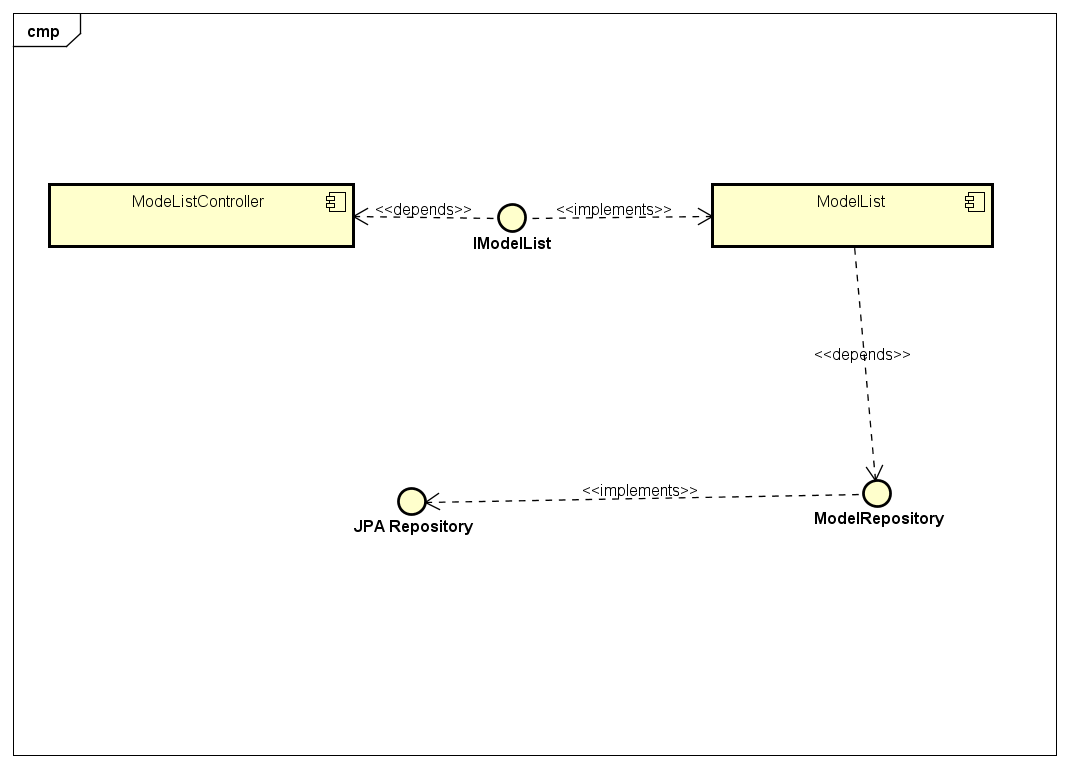 cmp
ModeListController
<<depends>>
<<implements>>
ModelList
IModelList
<<depends>>
<<implements>>
JPA Repository
ModelRepository